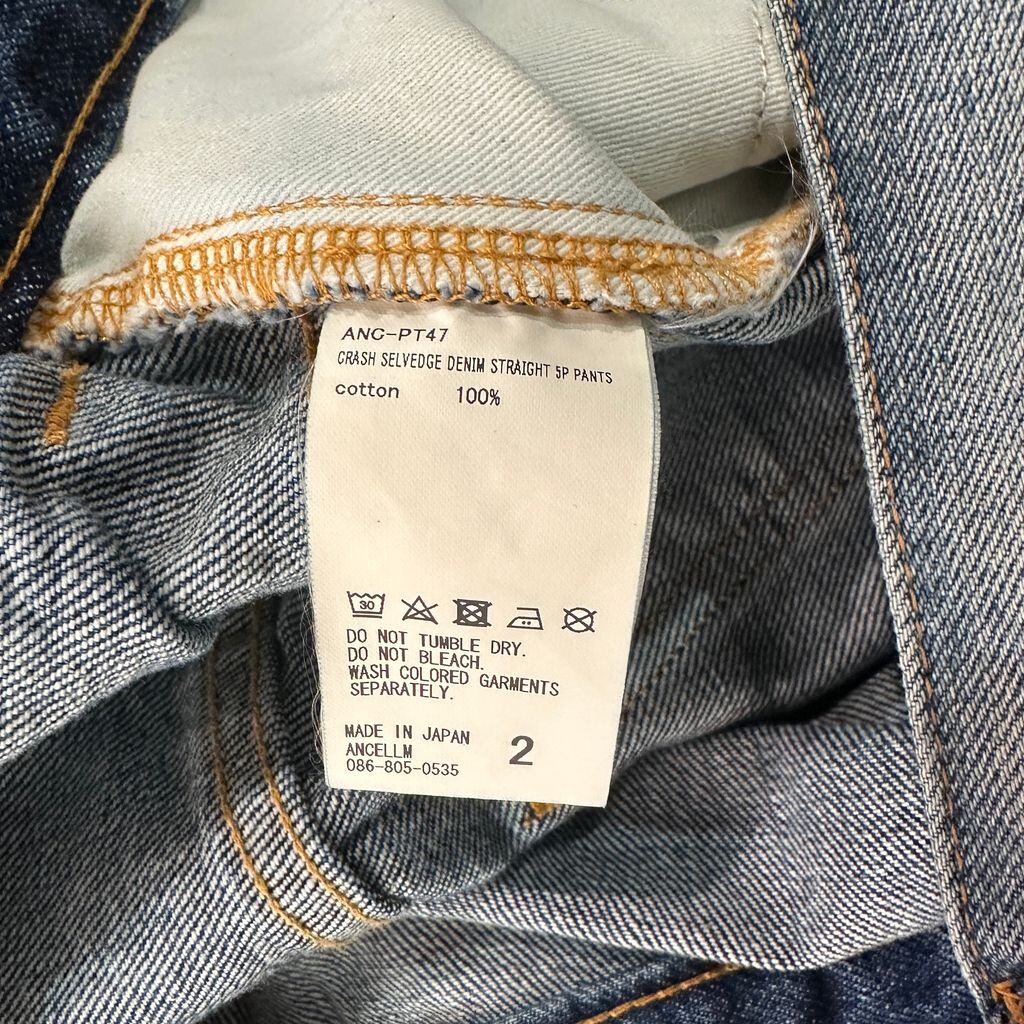 ANC-PT47
CRASH SELVEDGE DENIM STRAIGHT 5P PANTS
cotton 100%
30
DO NOT TUMBLE DRY.
DO NOT BLEACH.
WASH COLORED GARMENTS
SEPARATELY.
MADE IN JAPAN
ANCELLM
086-805-0535
2